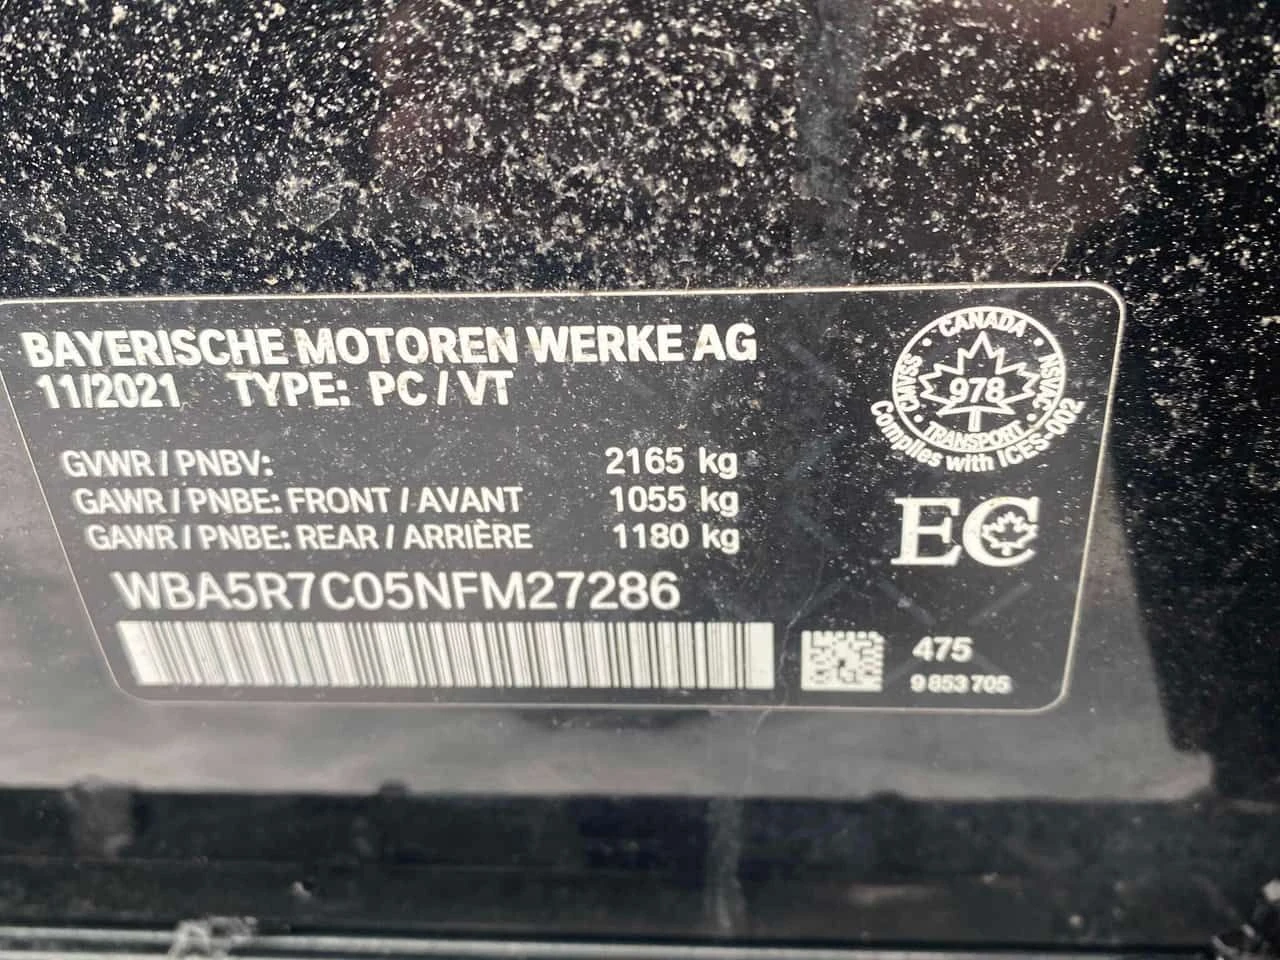 BAYERISCHE MOTOREN WERKE AG
11/2021 TYPE: PC / VT
GVWR / PNBV: 2165 kg
GAWR / PNBE: FRONT / AVANT 1055 kg
GAWR / PNBE: REAR / ARRIÈRE 1180 kg
WBA5R7C05NFM27286
CANADA
CMVSS · NSVAC
978
· TRANSPORT ·
Complies with ICES-002
EC
475
9 853 705